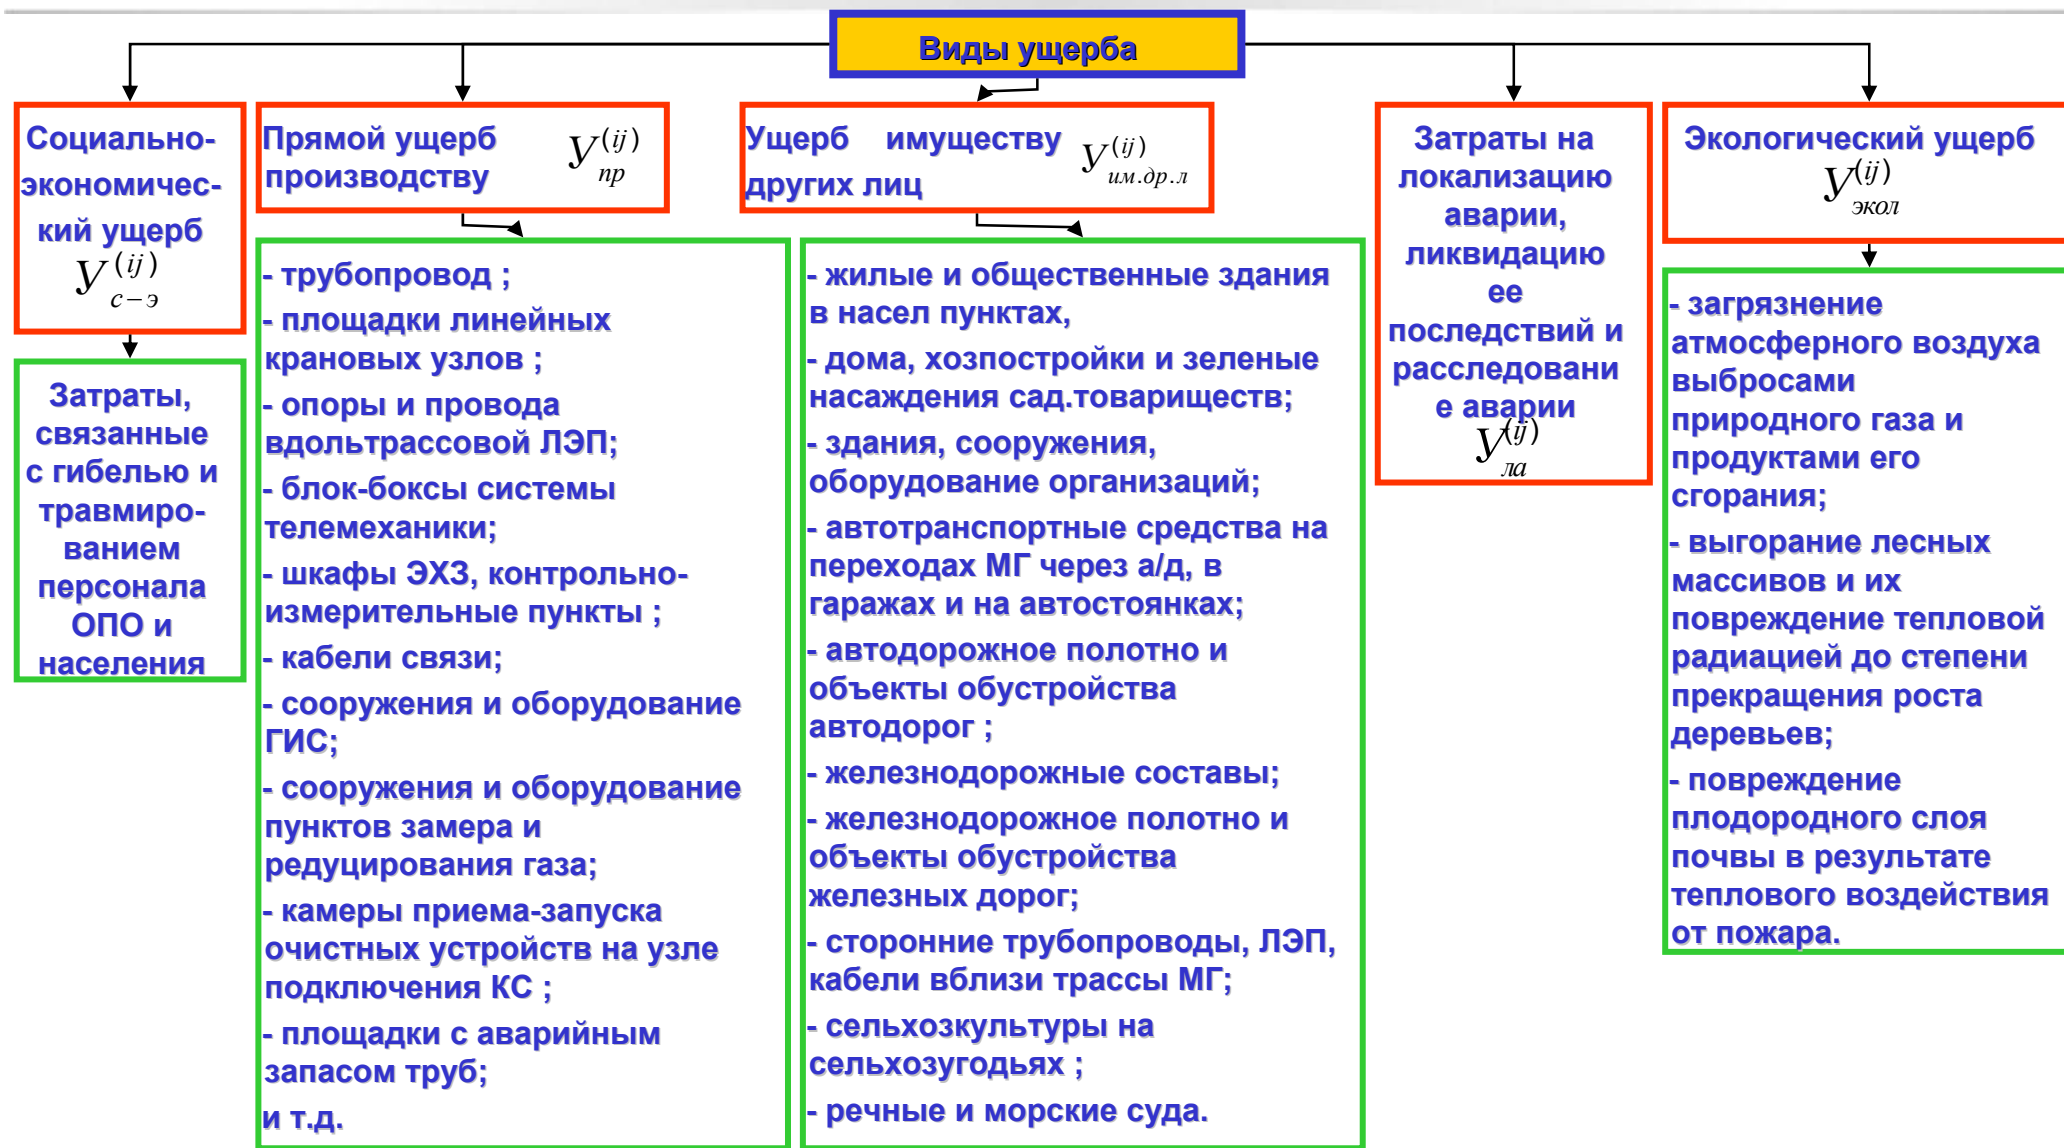 Виды ущерба
Социально-
экономичес-
кий ущерб
У с−э (ij)
Затраты,
связанные
с гибелью и
травмиро-
ванием
персонала
ОПО и
населения
Прямой ущерб
производству
У пр (ij)
- трубопровод ;
- площадки линейных
крановых узлов ;
- опоры и провода
вдольтрассовой ЛЭП;
- блок-боксы системы
телемеханики;
- шкафы ЭХЗ, контрольно-
измерительные пункты ;
- кабели связи;
- сооружения и оборудование
ГИС;
- сооружения и оборудование
пунктов замера и
редуцирования газа;
- камеры приема-запуска
очистных устройств на узле
подключения КС ;
- площадки с аварийным
запасом труб;
и т.д.
Ущерб имуществу
других лиц
У им.др.л (ij)
- жилые и общественные здания
в насел пунктах,
- дома, хозпостройки и зеленые
насаждения сад.товариществ;
- здания, сооружения,
оборудование организаций;
- автотранспортные средства на
переходах МГ через а/д, в
гаражах и на автостоянках;
- автодорожное полотно и
объекты обустройства
автодорог ;
- железнодорожные составы;
- железнодорожное полотно и
объекты обустройства
железных дорог;
- сторонние трубопроводы, ЛЭП,
кабели вблизи трассы МГ;
- сельхозкультуры на
сельхозугодьях ;
- речные и морские суда.
Затраты на
локализацию
аварии,
ликвидацию
ее
последствий и
расследовани
е аварии
У ла (ij)
Экологический ущерб
У экол (ij)
- загрязнение
атмосферного воздуха
выбросами
природного газа и
продуктами его
сгорания;
- выгорание лесных
массивов и их
повреждение тепловой
радиацией до степени
прекращения роста
деревьев;
- повреждение
плодородного слоя
почвы в результате
теплового воздействия
от пожара.